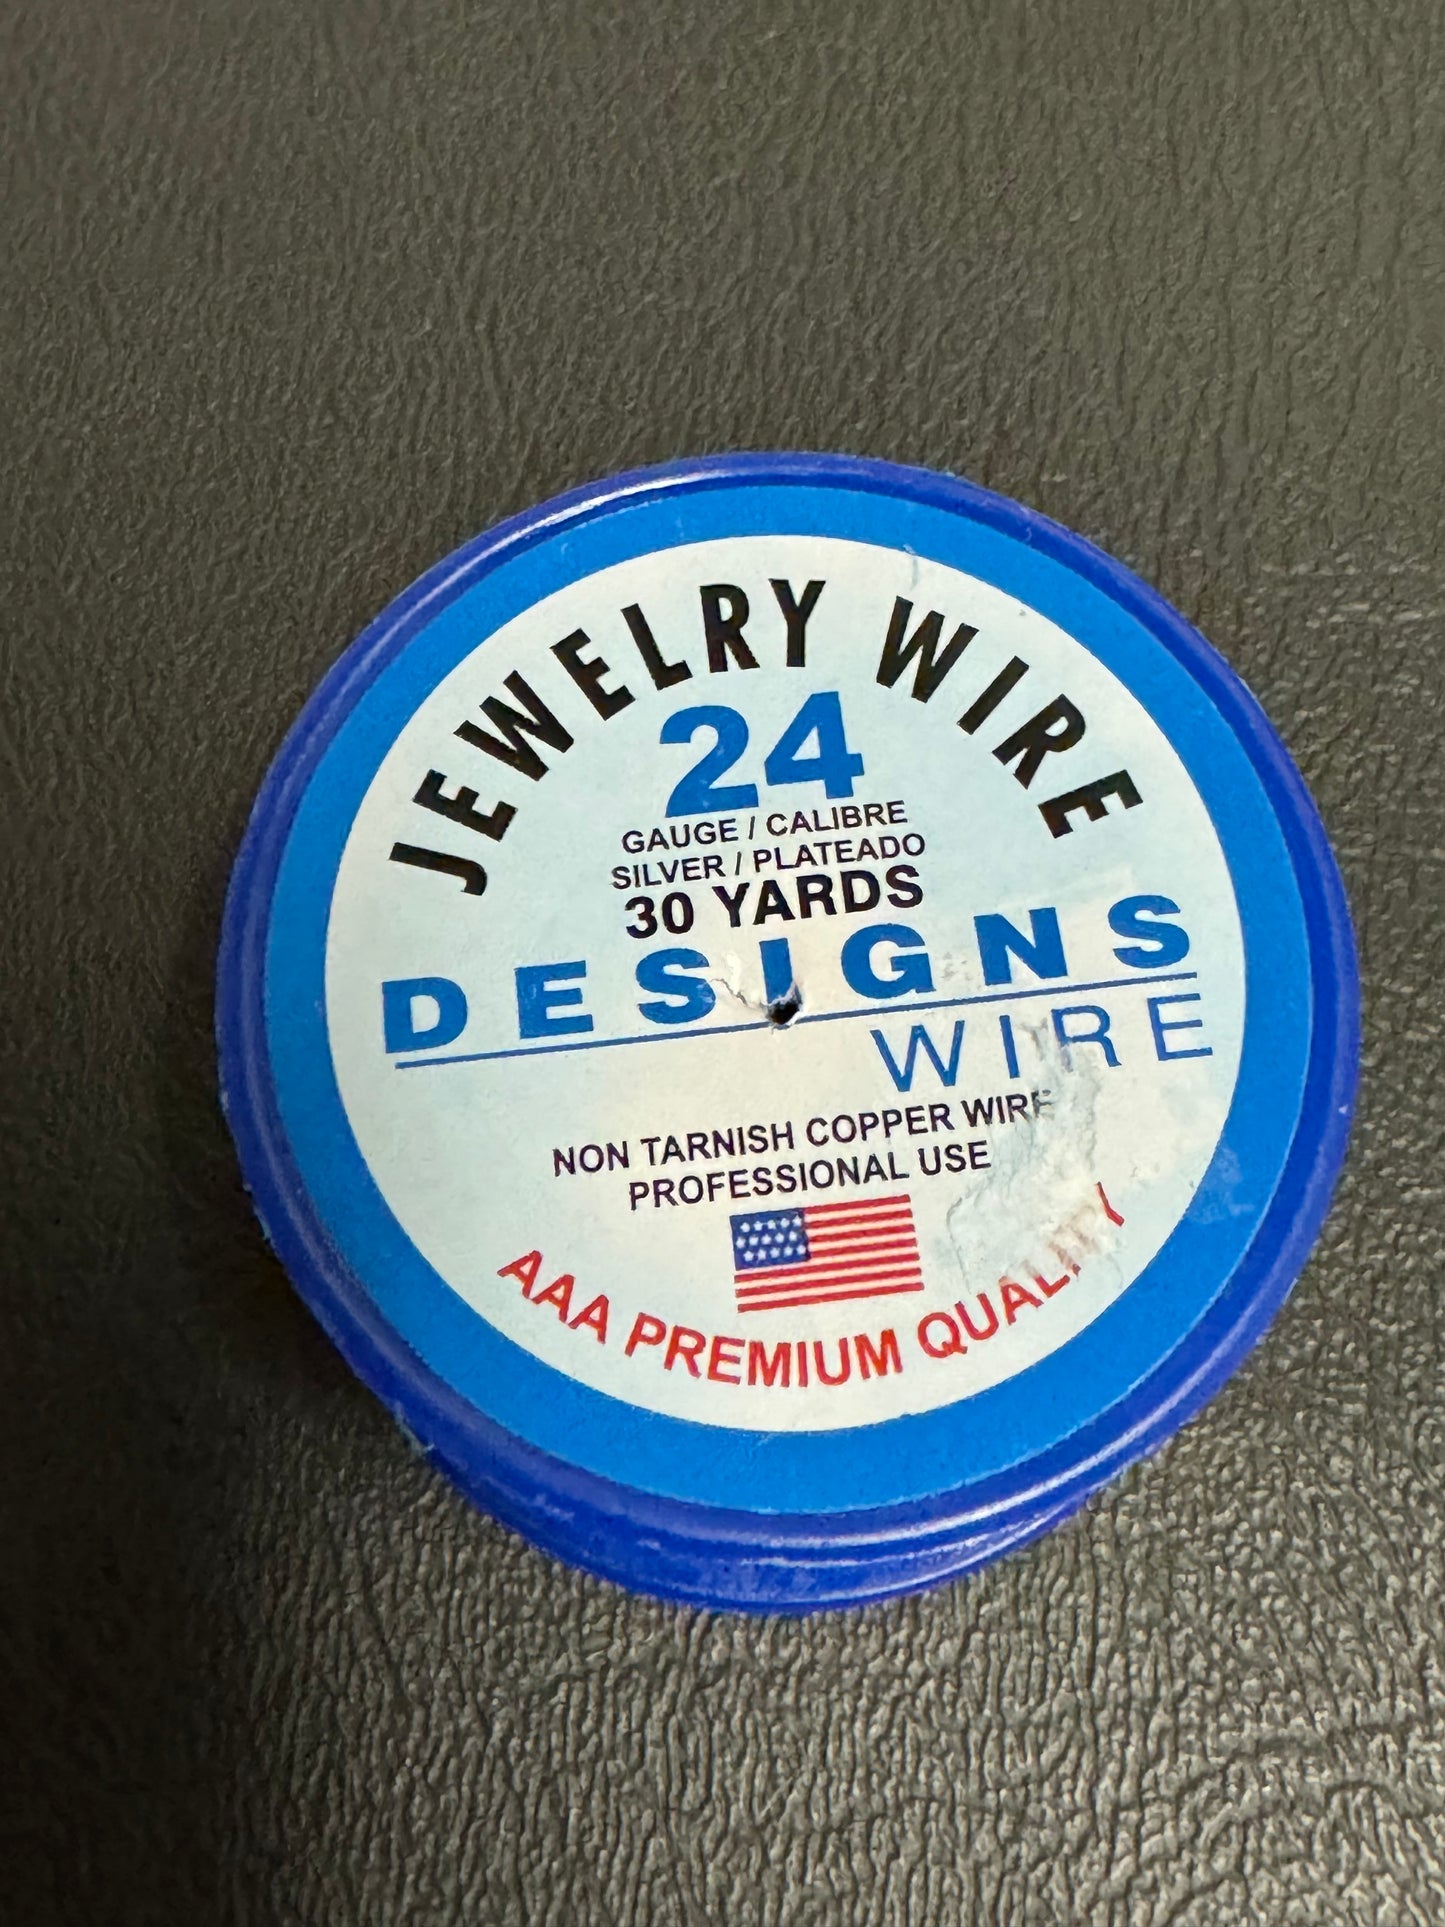 JEWELRY WIRE
24
GAUGE / CALIBRE
SILVER / PLATEADO
30 YARDS
DESIGNS
WIRE
NON TARNISH COPPER WIRE
PROFESSIONAL USE
AAA PREMIUM QUALITY